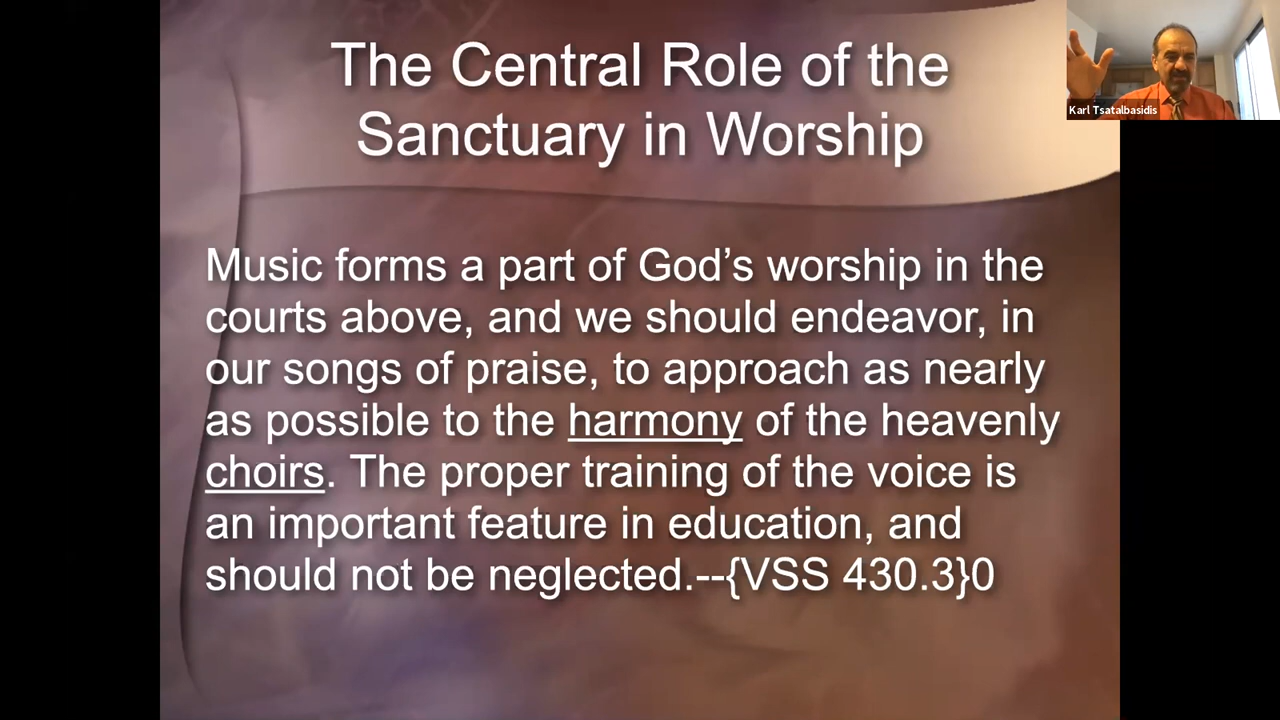 The Central Role of the
Sanctuary in Worship
Karl Tsatalbasidis
Music forms a part of God’s worship in the
courts above, and we should endeavor, in
our songs of praise, to approach as nearly
as possible to the harmony of the heavenly
choirs. The proper training of the voice is
an important feature in education, and
should not be neglected.--{VSS 430.3}0